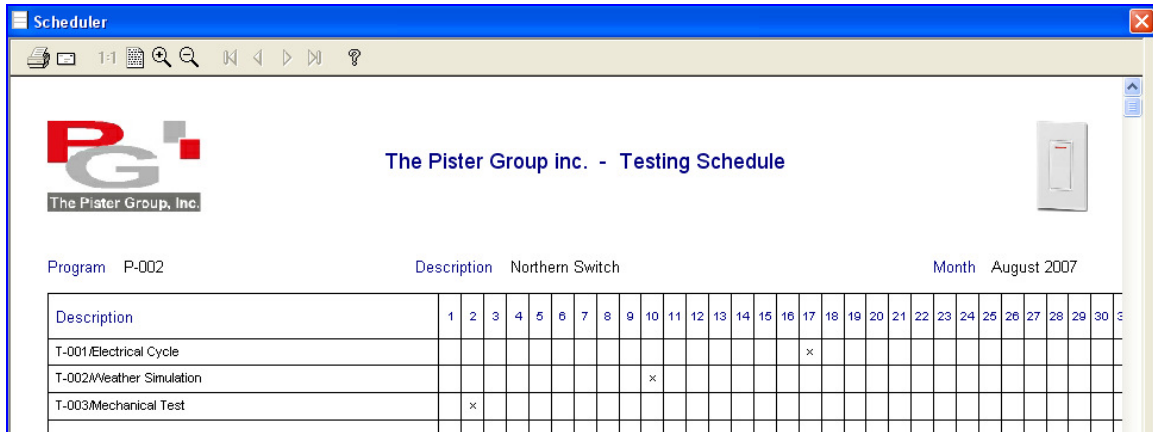 Scheduler
1:1
PG
The Pister Group inc. - Testing Schedule
The Pister Group, Inc.
Program P-002 Description Northern Switch Month August 2007
Description 1 2 3 4 5 6 7 8 9 10 11 12 13 14 15 16 17 18 19 20 21 22 23 24 25 26 27 28 29 30
T-001/Electrical Cycle x
T-002/Weather Simulation x
T-003/Mechanical Test x